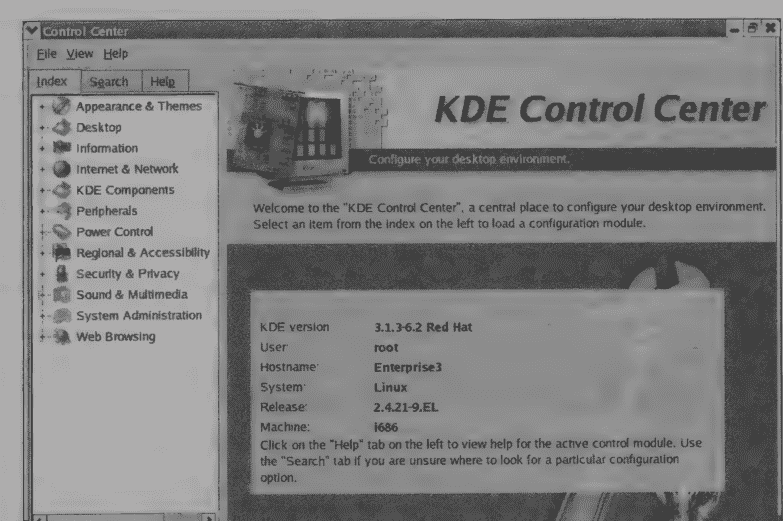 Control Center
File View Help
Index Search Help
Appearance & Themes
Desktop
Information
Internet & Network
KDE Components
Peripherals
Power Control
Regional & Accessibility
Security & Privacy
Sound & Multimedia
System Administration
Web Browsing
KDE Control Center
Configure your desktop environment.
Welcome to the "KDE Control Center", a central place to configure your desktop environment.
Select an item from the index on the left to load a configuration module.
KDE version 3.1.3-6.2 Red Hat
User: root
Hostname: Enterprise3
System: Linux
Release: 2.4.21-9.EL
Machine: i686
Click on the "Help" tab on the left to view help for the active control module. Use
the "Search" tab if you are unsure where to look for a particular configuration
option.